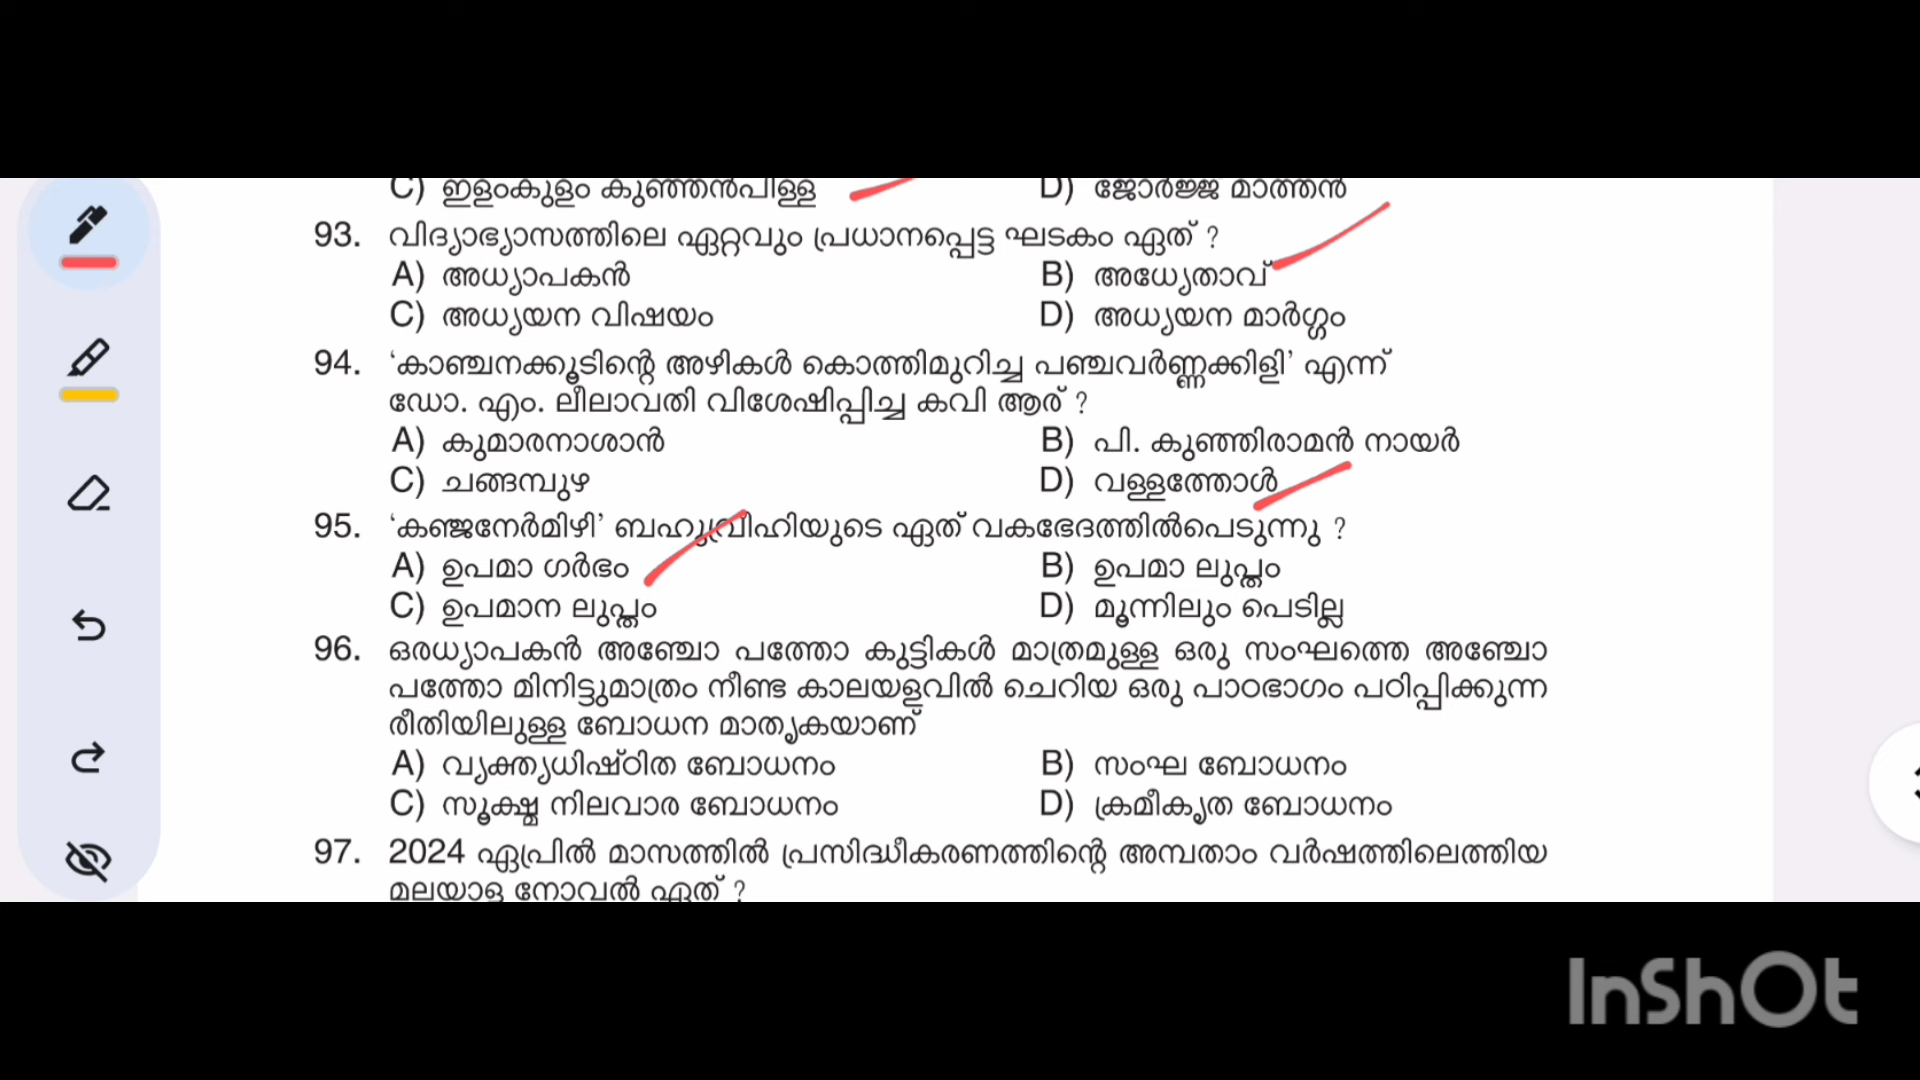 C) ഇളംകുളം കുഞ്ഞൻപിള്ള D) ജോർജ്ജ് മാത്തൻ
93. വിദ്യാഭ്യാസത്തിലെ ഏറ്റവും പ്രധാനപ്പെട്ട ഘടകം ഏത് ?
A) അധ്യാപകൻ B) അധ്യേതാവ്
C) അധ്യയന വിഷയം D) അധ്യയന മാർഗ്ഗം
94. ‘കാഞ്ചനക്കൂടിന്റെ അഴികൾ കൊത്തിമുറിച്ച പഞ്ചവർണ്ണക്കിളി’ എന്ന്
ഡോ. എം. ലീലാവതി വിശേഷിപ്പിച്ച കവി ആര് ?
A) കുമാരനാശാൻ B) പി. കുഞ്ഞിരാമൻ നായർ
C) ചങ്ങമ്പുഴ D) വള്ളത്തോൾ
95. ‘കഞ്ജനേർമിഴി’ ബഹുവ്രീഹിയുടെ ഏത് വകഭേദത്തിൽപെടുന്നു ?
A) ഉപമാ ഗർഭം B) ഉപമാ ലുപ്തം
C) ഉപമാന ലുപ്തം D) മൂന്നിലും പെടില്ല
96. ഒരധ്യാപകൻ അഞ്ചോ പത്തോ കുട്ടികൾ മാത്രമുള്ള ഒരു സംഘത്തെ അഞ്ചോ
പത്തോ മിനിട്ടുമാത്രം നീണ്ട കാലയളവിൽ ചെറിയ ഒരു പാഠഭാഗം പഠിപ്പിക്കുന്ന
രീതിയിലുള്ള ബോധന മാതൃകയാണ്
A) വ്യക്ത്യധിഷ്ഠിത ബോധനം B) സംഘ ബോധനം
C) സൂക്ഷ്മ നിലവാര ബോധനം D) ക്രമീകൃത ബോധനം
97. 2024 ഏപ്രിൽ മാസത്തിൽ പ്രസിദ്ധീകരണത്തിന്റെ അമ്പതാം വർഷത്തിലെത്തിയ
മലയാള നോവൽ ഏത് ?
InShOt